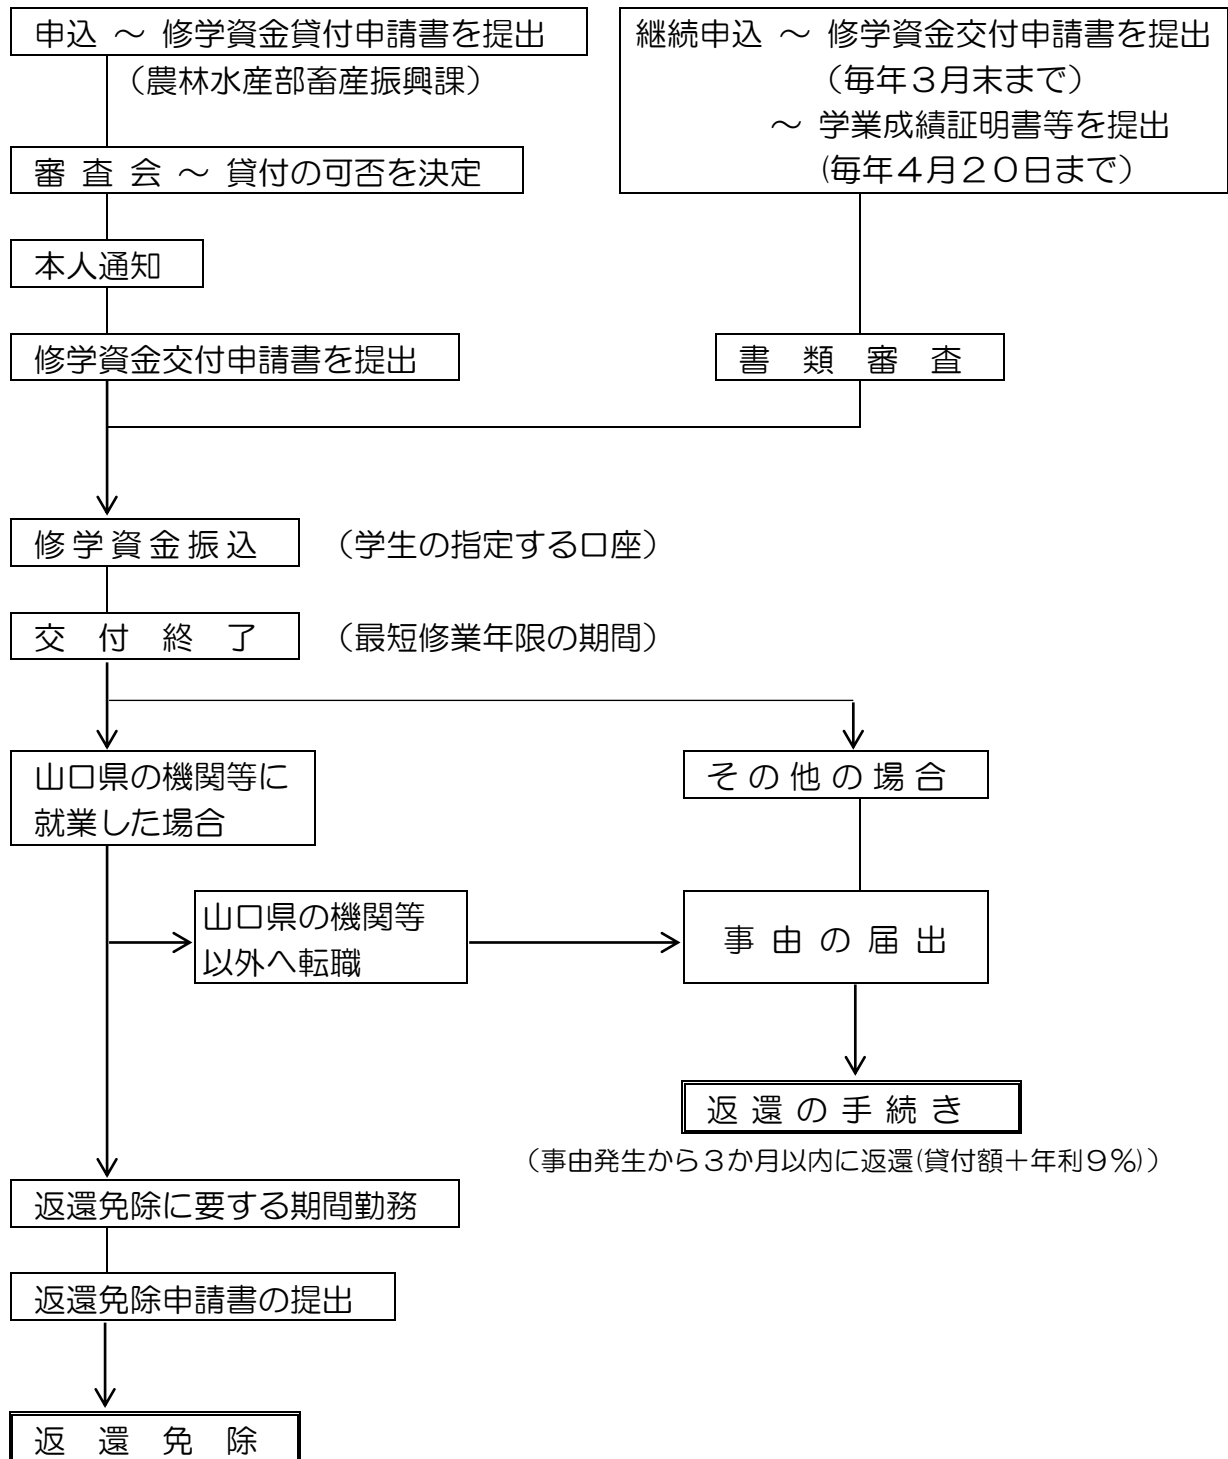 申込 ～ 修学資金貸付申請書を提出
（農林水産部畜産振興課）
継続申込 ～ 修学資金交付申請書を提出
（毎年３月末まで）
～ 学業成績証明書等を提出
(毎年４月２０日まで）
審 査 会 ～ 貸付の可否を決定
本人通知
修学資金交付申請書を提出
書 類 審 査
修学資金振込 （学生の指定する口座）
交 付 終 了 （最短修業年限の期間）
山口県の機関等に
就業した場合
その他の場合
山口県の機関等
以外へ転職
事 由 の 届 出
返 還 の 手 続 き
（事由発生から３か月以内に返還(貸付額＋年利９％)）
返還免除に要する期間勤務
返還免除申請書の提出
返 還 免 除